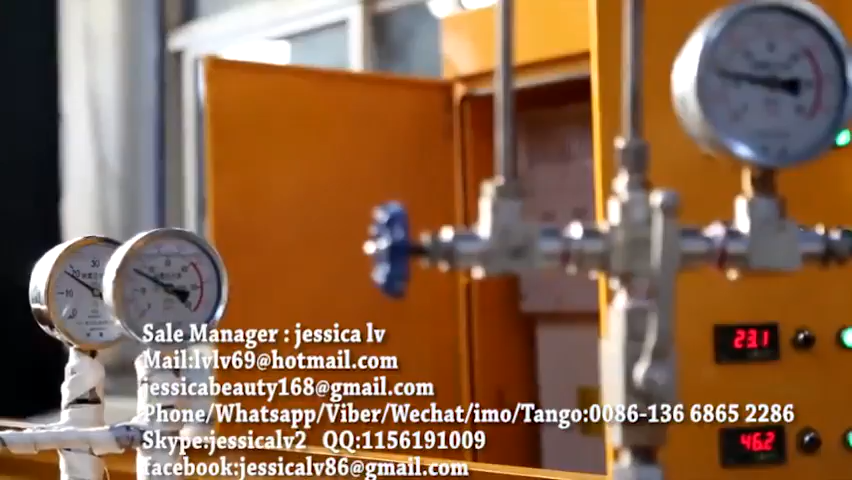 23.1
46.2
Sale Manager : jessica lv
Mail:lvlv69@hotmail.com
jessicabeauty168@gmail.com
Phone/Whatsapp/Viber/Wechat/imo/Tango:0086-136 6865 2286
Skype:jessicalv2 QQ:1156191009
facebook:jessicalv86@gmail.com